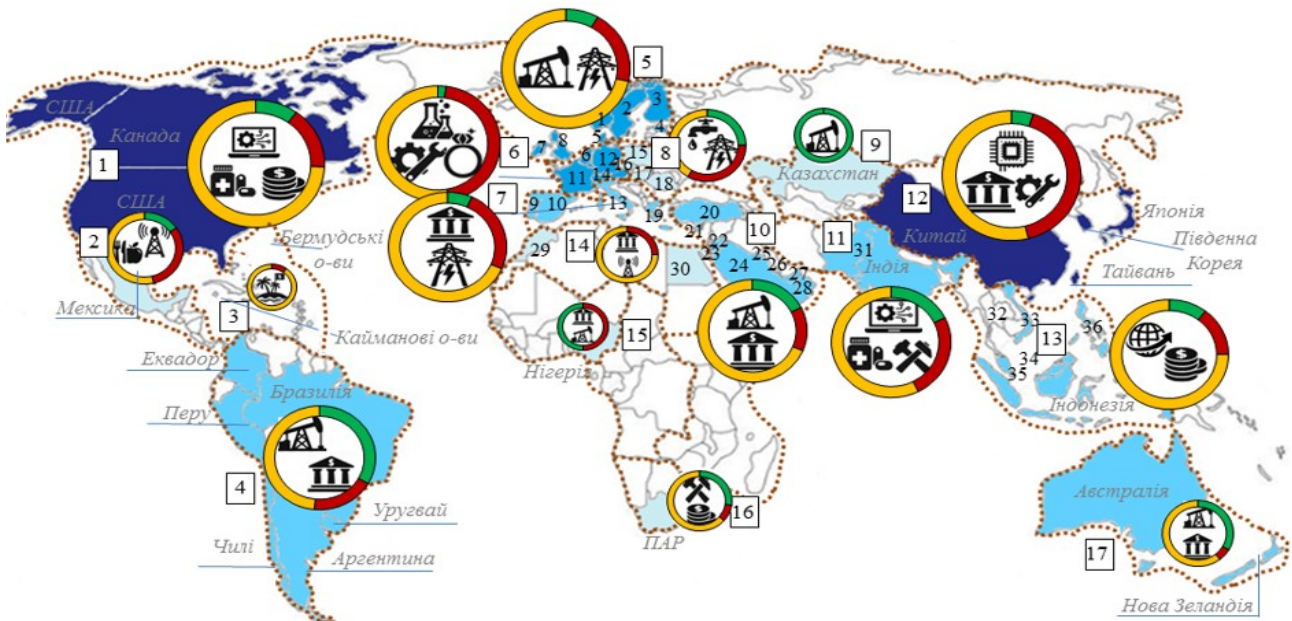 США
Канада
1
США
2
Мексика
Бермудські
о-ви
3
Кайманові о-ви
Еквадор
Бразилія
Перу
4
Уругвай
Чилі
Аргентина
5
6
7
8
9
Казахстан
10
11
12
Китай
Японія
Південна
Корея
Тайвань
Індія
13
Індонезія
14
15
Нігерія
16
ПАР
17
Австралія
Нова Зеландія
1
2
3
4
5
6
7
8
9
10
11
12
13
14
15
16
17
18
19
20
21
22
23
24
25
26
27
28
29
30
31
32
33
34
35
36